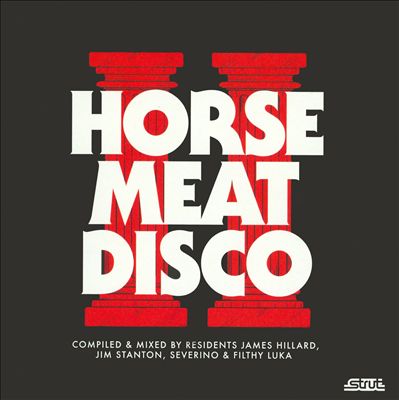 HORSE
MEAT
DISCO
COMPILED & MIXED BY RESIDENTS JAMES HILLARD,
JIM STANTON, SEVERINO & FILTHY LUKA
strut